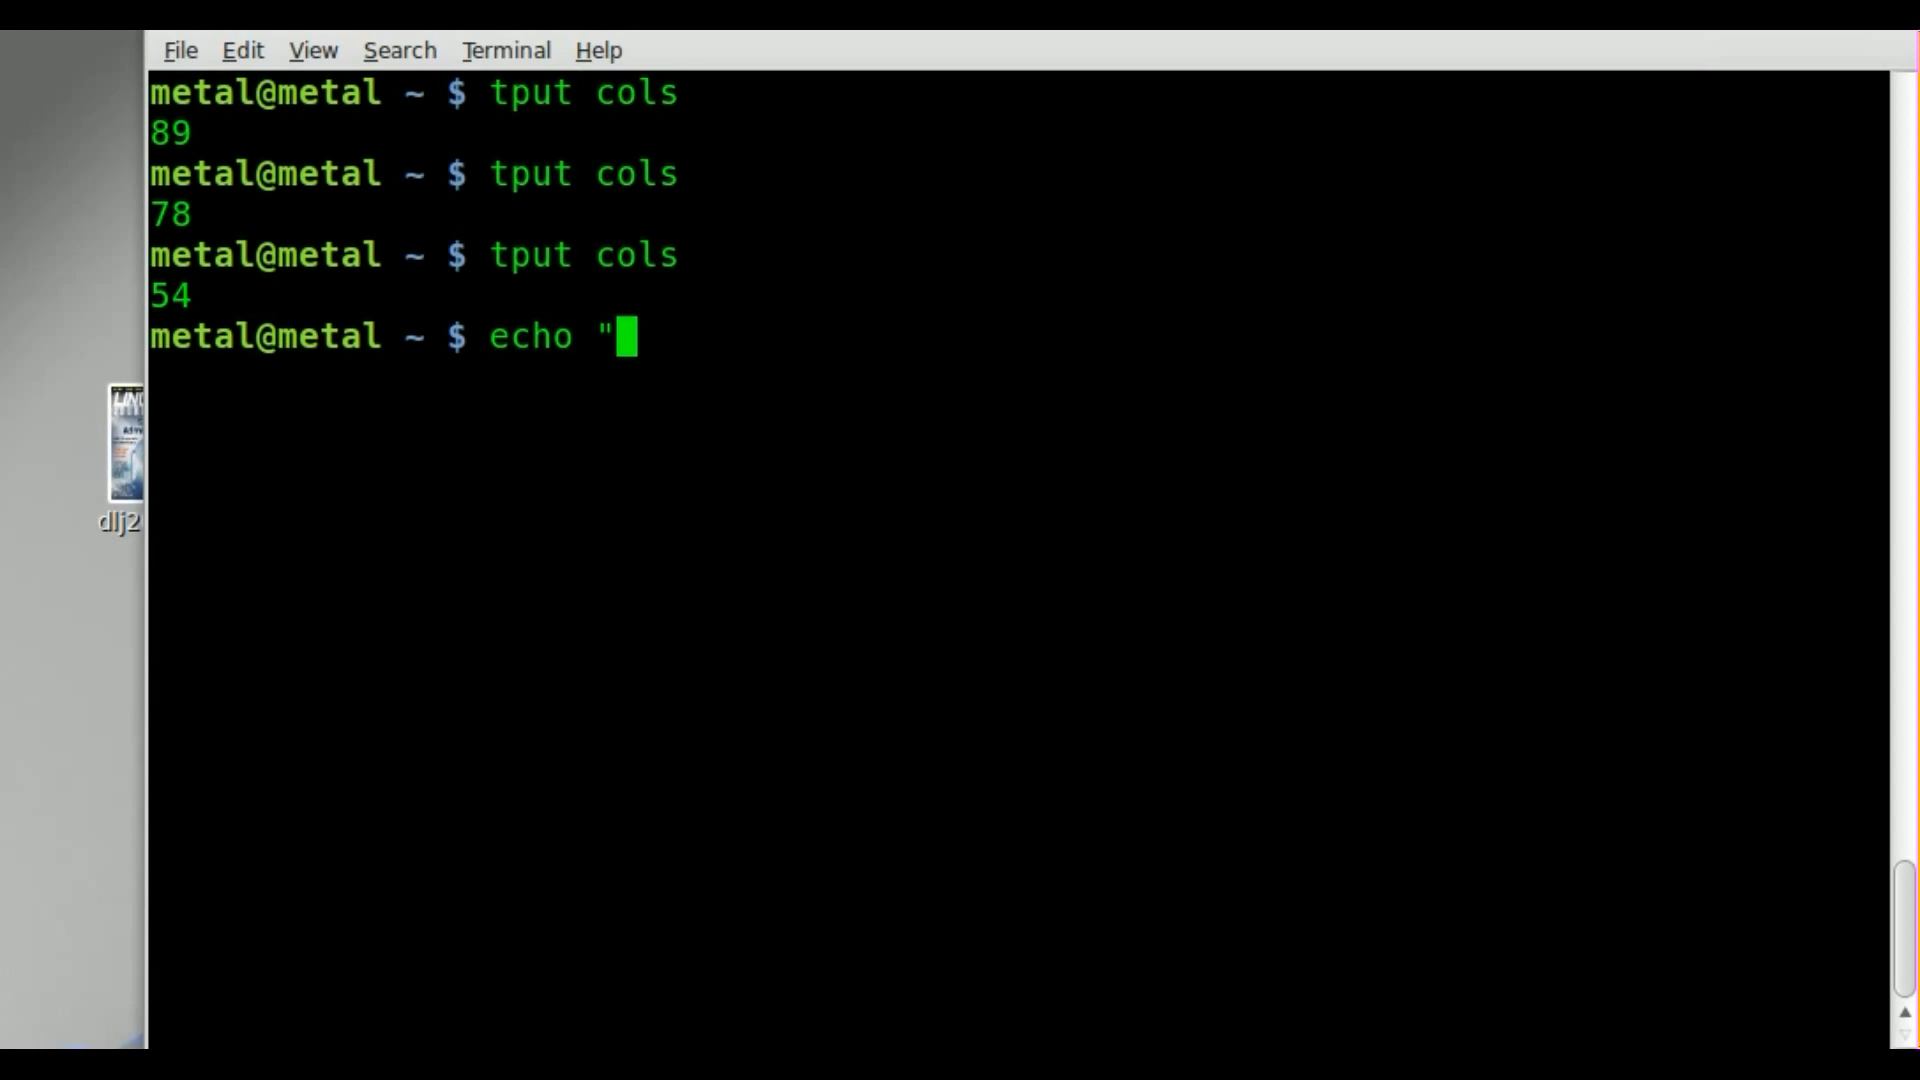 File Edit View Search Terminal Help
metal@metal ~ $ tput cols
89
metal@metal ~ $ tput cols
78
metal@metal ~ $ tput cols
54
metal@metal ~ $ echo "
dlj2